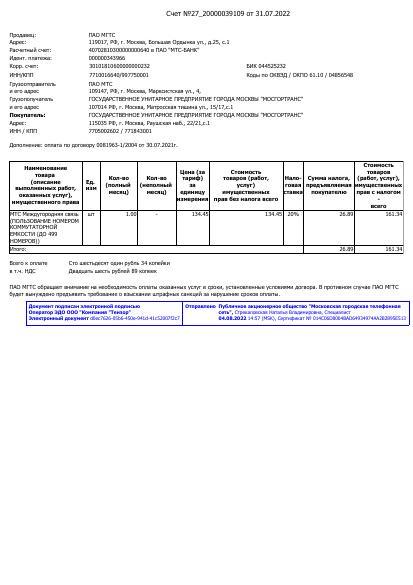 Счет №27_20000039109 от 31.07.2022
Продавец: ПАО МГТС
Адрес: 119017, РФ, г. Москва, Большая Ордынка ул., д.25, с.1
Расчетный счет: 40702810300000000640 в ПАО "МТС-БАНК"
Идент. платежа: 000000343966
Корр. счет: 30101810600000000232 БИК 044525232
ИНН/КПП 7710016640/997750001 Коды по ОКВЭД / ОКПО 61.10 / 04856548
Грузоотправитель ПАО МГТС
и его адрес 109147, РФ, г. Москва, Марксистская ул., 4,
Грузополучатель ГОСУДАРСТВЕННОЕ УНИТАРНОЕ ПРЕДПРИЯТИЕ ГОРОДА МОСКВЫ "МОСГОРТРАНС"
и его адрес: 107014 РФ, г. Москва, Матросская тишина ул., 15/17,с.1
Покупатель: ГОСУДАРСТВЕННОЕ УНИТАРНОЕ ПРЕДПРИЯТИЕ ГОРОДА МОСКВЫ "МОСГОРТРАНС"
Адрес 115035 РФ, г. Москва, Раушская наб., 22/21,с.1
ИНН / КПП 7705002602 / 771843001
Дополнение: оплата по договору 0081963-1/2004 от 30.07.2021г.
Наименование товара (описание выполненных работ, оказанных услуг), имущественного права
Ед. изм
Кол-во (полный месяц)
Кол-во (неполный месяц)
Цена (за тариф) за единицу измерения
Стоимость товаров (работ, услуг) имущественных прав без налога всего
Нало- говая ставка
Сумма налога, предъявляемая покупателю
Стоимость товаров (работ, услуг), имущественных прав с налогом - всего
МТС Междугородняя связь шт 1.00 - 134.45 134.45 20% 26.89 161.34
(ПОЛЬЗОВАНИЕ НОМЕРОМ
КОММУТАТОРНОЙ
ЕМКОСТИ (ДО 499
НОМЕРОВ))
Итого: 26.89 161.34
Всего к оплате Сто шестьдесят один рубль 34 копейки
в т.ч. НДС Двадцать шесть рублей 89 копеек
ПАО МГТС обращает внимание на необходимость оплаты оказанных услуг в сроки, установленные условиями договора. В противном случае ПАО МГТС
будет вынуждено предъявить требование о взыскании штрафных санкций за нарушение сроков оплаты.
Документ подписан электронной подписью
Оператор ЭДО ООО "Компания "Тензор"
Электронный документ
Отправлено Публичное акционерное общество "Московская городская телефонная
сеть", Стрекаловская Наталья Владимировна, Специалист
04.08.2022 14:57 (MSK), Сертификат №